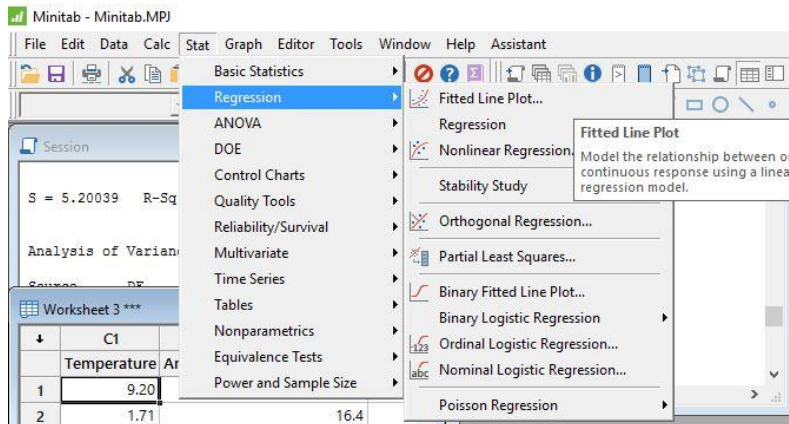 Minitab - Minitab.MPJ
File Edit Data Calc Stat Graph Editor Tools Window Help Assistant
Basic Statistics
Regression
ANOVA
DOE
Control Charts
Quality Tools
Reliability/Survival
Multivariate
Time Series
Tables
Nonparametrics
Equivalence Tests
Power and Sample Size
Fitted Line Plot...
Regression
Nonlinear Regression.
Stability Study
Orthogonal Regression...
Partial Least Squares...
Binary Fitted Line Plot...
Binary Logistic Regression
-123 Ordinal Logistic Regression...
abc Nominal Logistic Regression...
Poisson Regression
Fitted Line Plot
Model the relationship between
continuous response using a linea
regression model.
Session
S = 5.20039 R-Sq
Analysis of Varian
Source DF
Worksheet 3 ***
C1
Temperature
1 9.20
2 1.71 16.4